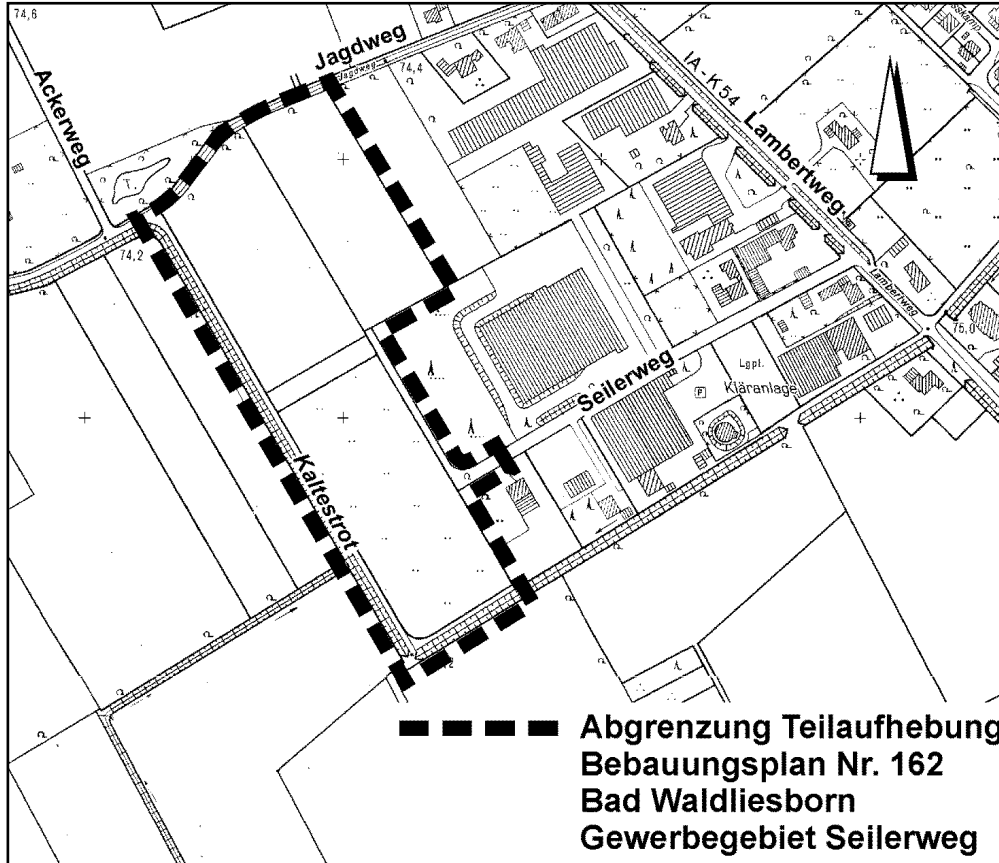 74,6
Jagdweg
Jagdweg
74,4
Ackerweg
IA-K54
Lambertweg
T.
74,2
Lambertweg
75,0
Seilerweg
Lgpl.
Kläranlage
Kaltestrot
Abgrenzung Teilaufhebung
Bebauungsplan Nr. 162
Bad Waldliesborn
Gewerbegebiet Seilerweg